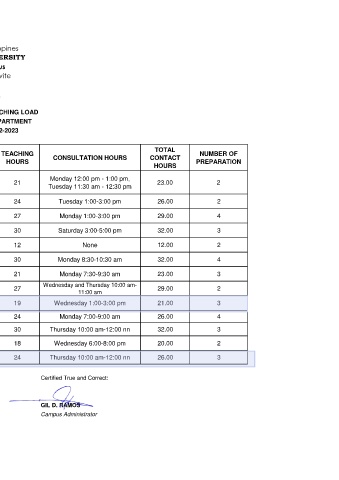 ppines
ERSITY
us
vite
CHING LOAD
PARTMENT
2-2023
TEACHING HOURS CONSULTATION HOURS TOTAL CONTACT HOURS NUMBER OF PREPARATION
21 Monday 12:00 pm - 1:00 pm, Tuesday 11:30 am - 12:30 pm 23.00 2
24 Tuesday 1:00-3:00 pm 26.00 2
27 Monday 1:00-3:00 pm 29.00 4
30 Saturday 3:00-5:00 pm 32.00 3
12 None 12.00 2
30 Monday 8:30-10:30 am 32.00 4
21 Monday 7:30-9:30 am 23.00 3
27 Wednesday and Thursday 10:00 am-11:00 am 29.00 2
19 Wednesday 1:00-3:00 pm 21.00 3
24 Monday 7:00-9:00 am 26.00 4
30 Thursday 10:00 am-12:00 nn 32.00 3
18 Wednesday 6:00-8:00 pm 20.00 2
24 Thursday 10:00 am-12:00 nn 26.00 3
Certified True and Correct:
GIL D. RAMOS
Campus Administrator